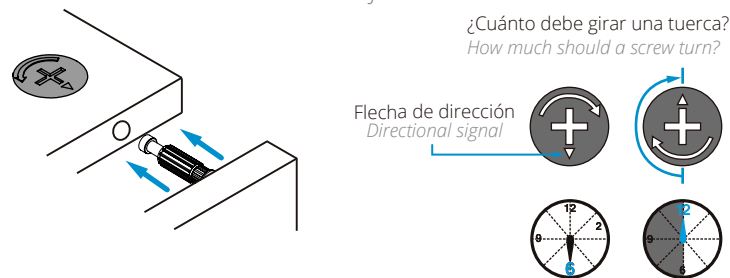 ¿Cuánto debe girar una tuerca?
How much should a screw turn?
Flecha de dirección
Directional signal
12
2
9
6
12
9
6